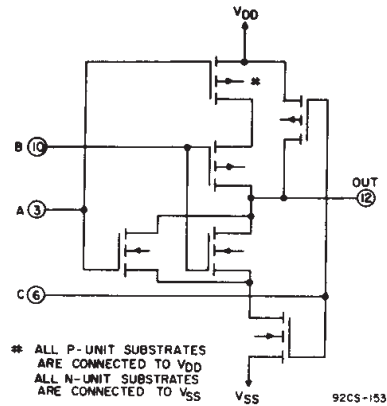 VDD
#
B 10
OUT
12
A 3
C 6
# ALL P-UNIT SUBSTRATES
ARE CONNECTED TO VDD
ALL N-UNIT SUBSTRATES
ARE CONNECTED TO VSS
VSS
92CS-153